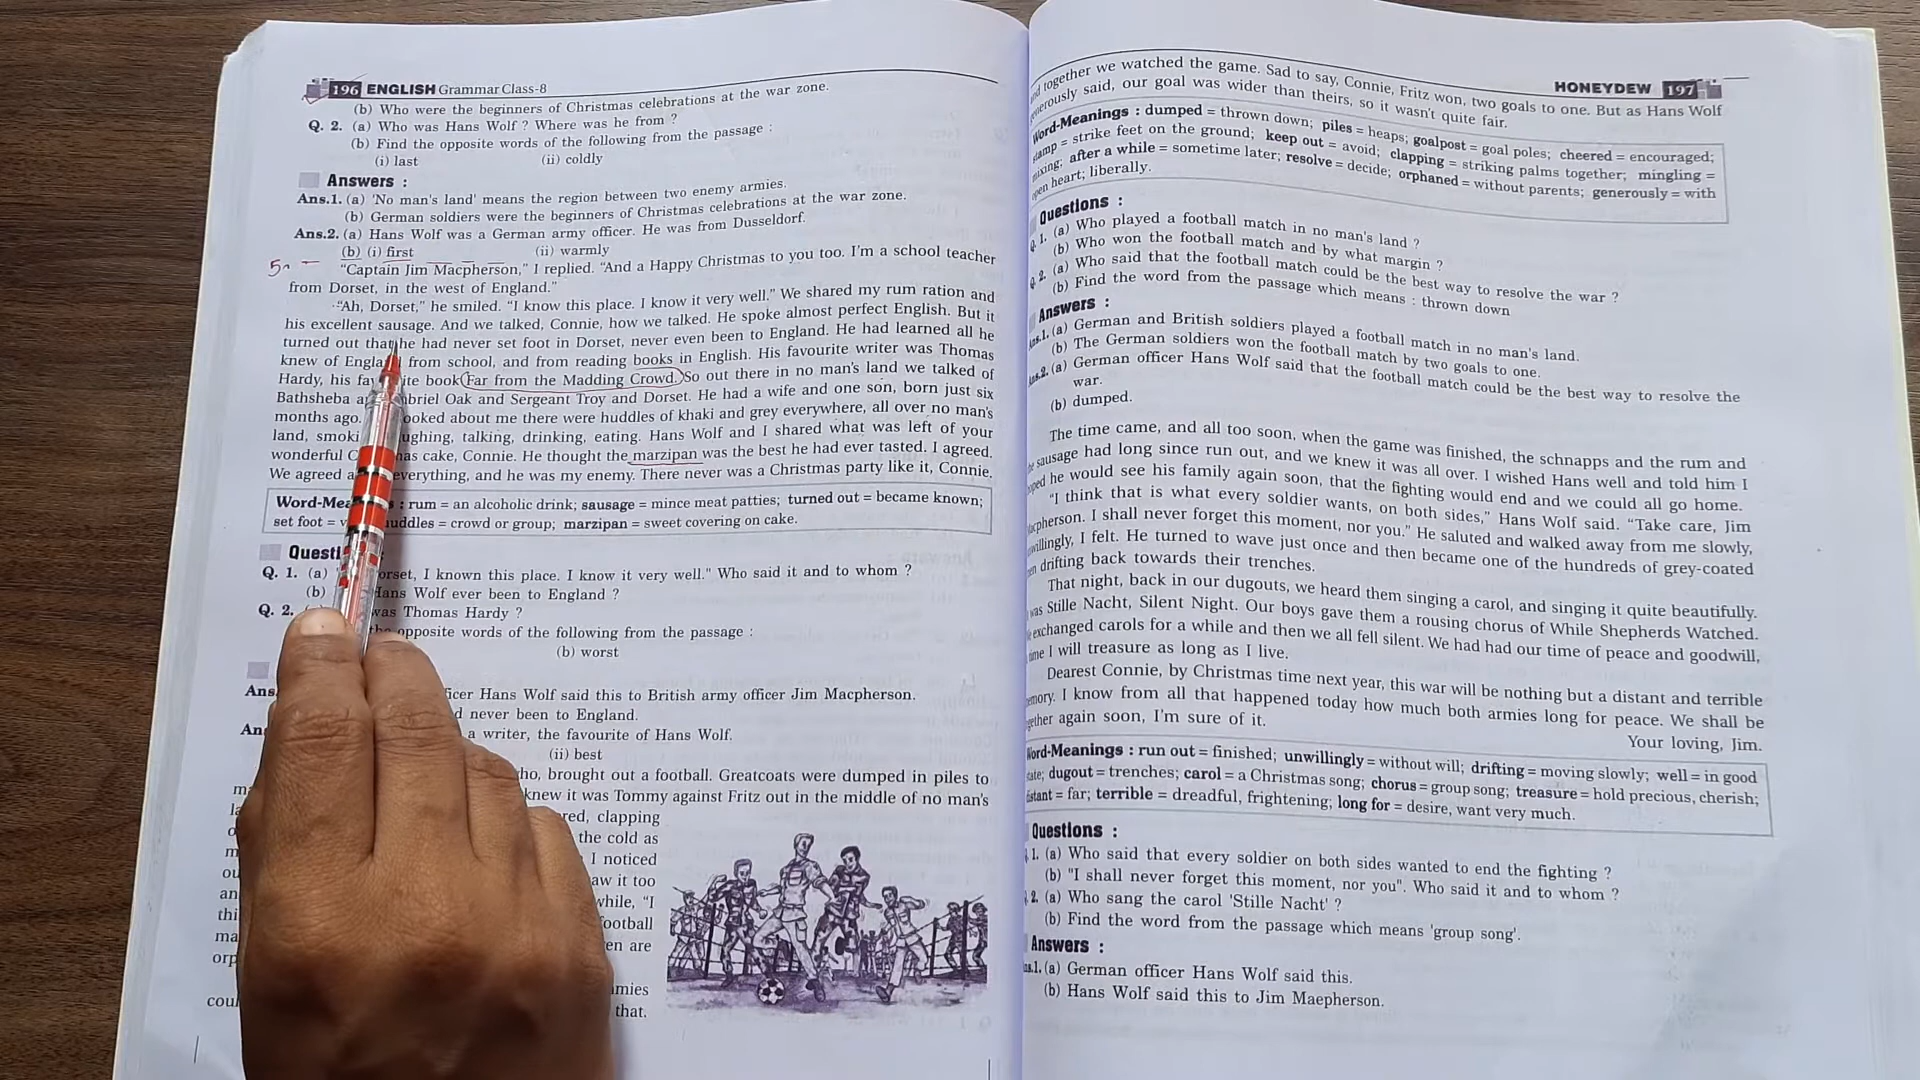 196 ENGLISH Grammar Class-8
(b) Who were the beginners of Christmas celebrations at the war zone.
Q. 2. (a) Who was Hans Wolf ? Where was he from ?
(b) Find the opposite words of the following from the passage :
(i) last (ii) coldly
Answers :
Ans.1. (a) 'No man's land' means the region between two enemy armies.
(b) German soldiers were the beginners of Christmas celebrations at the war zone.
Ans.2. (a) Hans Wolf was a German army officer. He was from Dusseldorf.
(b) (i) first (ii) warmly
"Captain Jim Macpherson," I replied. "And a Happy Christmas to you too. I'm a school teacher
from Dorset, in the west of England."
"Ah, Dorset," he smiled. "I know this place. I know it very well." We shared my rum ration and
his excellent sausage. And we talked, Connie, how we talked. He spoke almost perfect English. But it
turned out that he had never set foot in Dorset, never even been to England. He had learned all he
knew of England from school, and from reading books in English. His favourite writer was Thomas
Hardy, his book Far from the Madding Crowd. So out there in no man's land we talked of
Bathsheba Oak and Sergeant Troy and Dorset. He had a wife and one son, born just six
months ago. looked about me there were huddles of khaki and grey everywhere, all over no man's
land, talking, drinking, eating. Hans Wolf and I shared what was left of your
wonderful cake, Connie. He thought the marzipan was the best he had ever tasted. I agreed.
We agreed everything, and he was my enemy. There never was a Christmas party like it, Connie.
: rum = an alcoholic drink; sausage = mince meat patties; turned out = became known;
set foot = huddles = crowd or group; marzipan = sweet covering on cake.
Q. 1. (a) Dorset, I known this place. I know it very well." Who said it and to whom ?
(b) Hans Wolf ever been to England ?
Q. 2. was Thomas Hardy ?
opposite words of the following from the passage :
(b) worst
Hans Wolf said this to British army officer Jim Macpherson.
never been to England.
a writer, the favourite of Hans Wolf.
(ii) best
brought out a football. Greatcoats were dumped in piles to
knew it was Tommy against Fritz out in the middle of no man's
clapping
the cold as
I noticed
saw it too
while, "I
football
are
that.
HONEYDEW 197
together we watched the game. Sad to say, Connie, Fritz won, two goals to one. But as Hans Wolf
generously said, our goal was wider than theirs, so it wasn't quite fair.
Word-Meanings : dumped = thrown down; piles = heaps; goalpost = goal poles; cheered = encouraged;
stamp = strike feet on the ground; keep out = avoid; clapping = striking palms together; mingling =
mixing; after a while = sometime later; resolve = decide; orphaned = without parents; generously = with
open heart; liberally.
Questions :
1. (a) Who played a football match in no man's land ?
(b) Who won the football match and by what margin ?
2. (a) Who said that the football match could be the best way to resolve the war ?
(b) Find the word from the passage which means : thrown down
Answers :
Ans.1. (a) German and British soldiers played a football match in no man's land.
(b) The German soldiers won the football match by two goals to one.
Ans.2. (a) German officer Hans Wolf said that the football match could be the best way to resolve the
war.
(b) dumped.
The time came, and all too soon, when the game was finished, the schnapps and the rum and
sausage had long since run out, and we knew it was all over. I wished Hans well and told him I
hoped he would see his family again soon, that the fighting would end and we could all go home.
"I think that is what every soldier wants, on both sides," Hans Wolf said. "Take care, Jim
Macpherson. I shall never forget this moment, nor you." He saluted and walked away from me slowly,
unwillingly, I felt. He turned to wave just once and then became one of the hundreds of grey-coated
men drifting back towards their trenches.
That night, back in our dugouts, we heard them singing a carol, and singing it quite beautifully.
was Stille Nacht, Silent Night. Our boys gave them a rousing chorus of While Shepherds Watched.
exchanged carols for a while and then we all fell silent. We had had our time of peace and goodwill,
time I will treasure as long as I live.
Dearest Connie, by Christmas time next year, this war will be nothing but a distant and terrible
memory. I know from all that happened today how much both armies long for peace. We shall be
together again soon, I'm sure of it.
Your loving, Jim.
Word-Meanings : run out = finished; unwillingly = without will; drifting = moving slowly; well = in good
state; dugout = trenches; carol = a Christmas song; chorus = group song; treasure = hold precious, cherish;
distant = far; terrible = dreadful, frightening; long for = desire, want very much.
Questions :
1. (a) Who said that every soldier on both sides wanted to end the fighting ?
(b) "I shall never forget this moment, nor you". Who said it and to whom ?
2. (a) Who sang the carol 'Stille Nacht' ?
(b) Find the word from the passage which means 'group song'.
Answers :
Ans.1. (a) German officer Hans Wolf said this.
(b) Hans Wolf said this to Jim Maepherson.